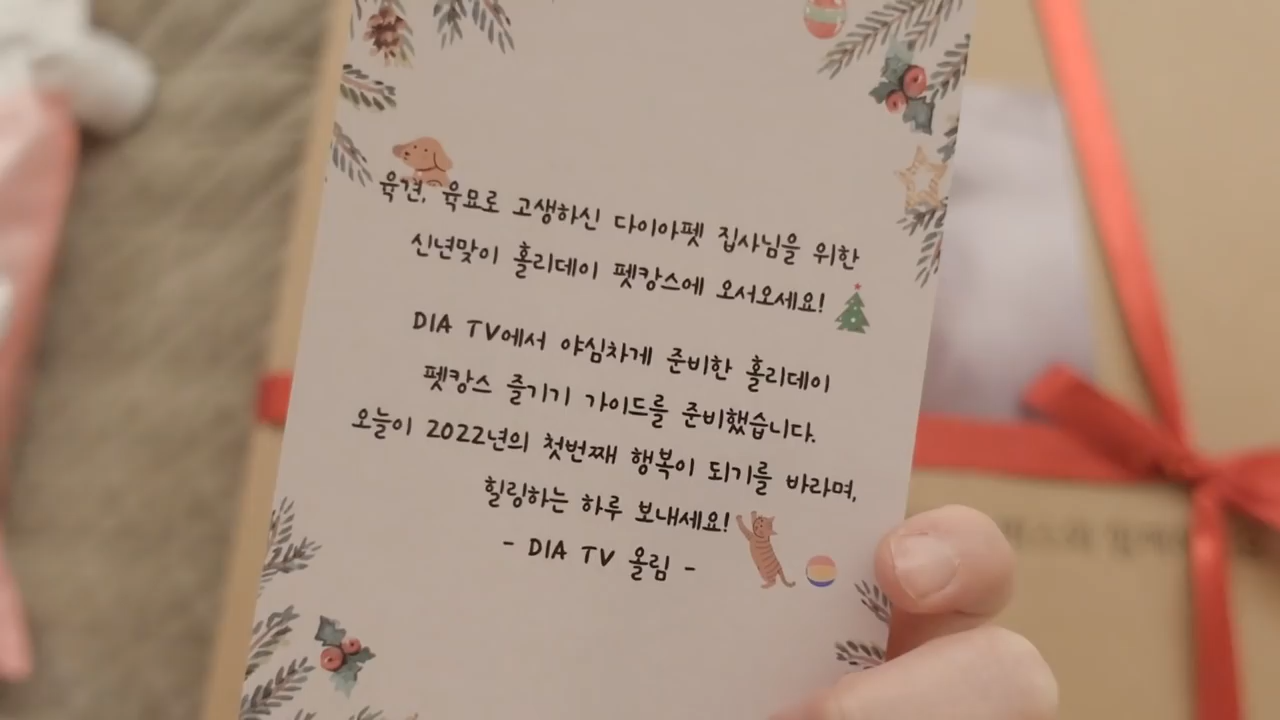 육견, 육묘로 고생하신 다이아펫 집사님을 위한
신년맞이 홀리데이 펫캉스에 오서오세요!
DIA TV에서 야심차게 준비한 홀리데이
펫캉스 즐기기 가이드를 준비했습니다.
오늘이 2022년의 첫번째 행복이 되기를 바라며,
힐링하는 하루 보내세요!
- DIA TV 올림 -